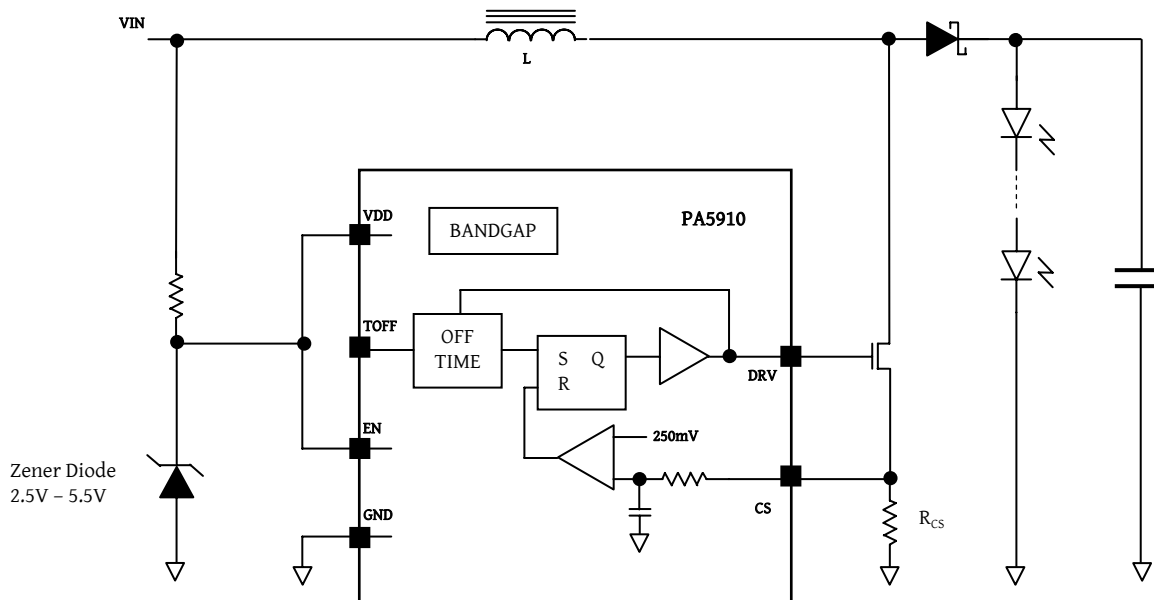 VIN
L
VDD
BANDGAP
PA5910
TOFF
OFF
TIME
S Q
R
DRV
EN
250mV
Zener Diode
2.5V – 5.5V
CS
GND
RCS